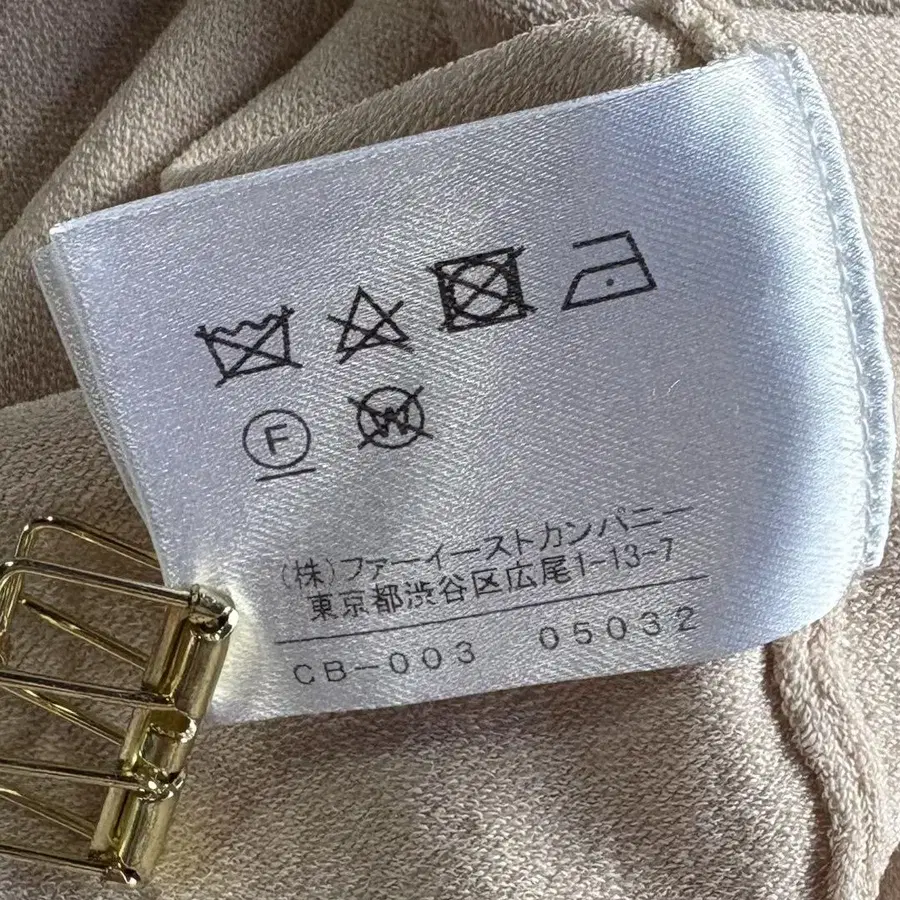 F W
(株)ファーイーストカンパニー
東京都渋谷区広尾1-13-7
CB-003 05032